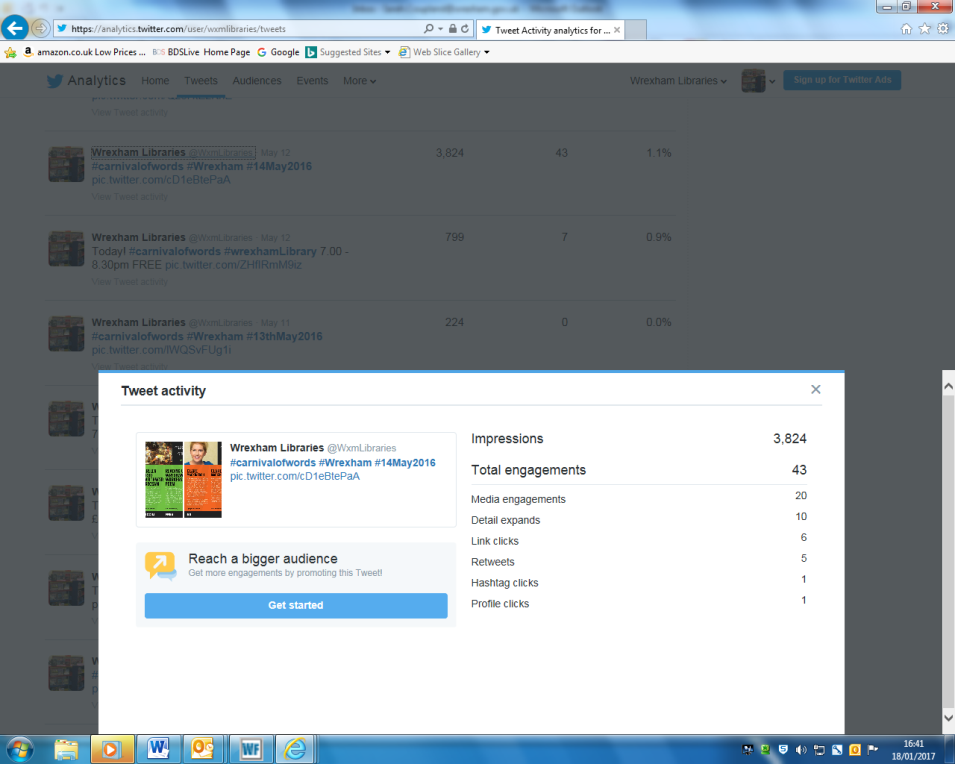 https://analytics.twitter.com/user/wxmlibraries/tweets
Tweet Activity analytics for ...
amazon.co.uk Low Prices ...
BDS BDSLive Home Page
Google
Suggested Sites
Web Slice Gallery
Analytics Home Tweets Audiences Events More
Wrexham Libraries
Sign up for Twitter Ads
View Tweet activity
Wrexham Libraries @WxmLibraries · May 12 3,824 43 1.1%
#carnivalofwords #Wrexham #14May2016
pic.twitter.com/cD1eBtePaA
View Tweet activity
Wrexham Libraries @WxmLibraries · May 12 799 7 0.9%
Today! #carnivalofwords #wrexhamLibrary 7.00 -
8.30pm FREE pic.twitter.com/ZHfIRmM9iz
View Tweet activity
Wrexham Libraries @WxmLibraries · May 11 224 0 0.0%
#carnivalofwords #Wrexham #13thMay2016
pic.twitter.com/IWQSvFUg1i
View Tweet activity
Tweet activity
Wrexham Libraries @WxmLibraries
#carnivalofwords #Wrexham #14May2016
pic.twitter.com/cD1eBtePaA
Reach a bigger audience
Get more engagements by promoting this Tweet!
Get started
Impressions 3,824
Total engagements 43
Media engagements 20
Detail expands 10
Link clicks 6
Retweets 5
Hashtag clicks 1
Profile clicks 1
16:41
18/01/2017